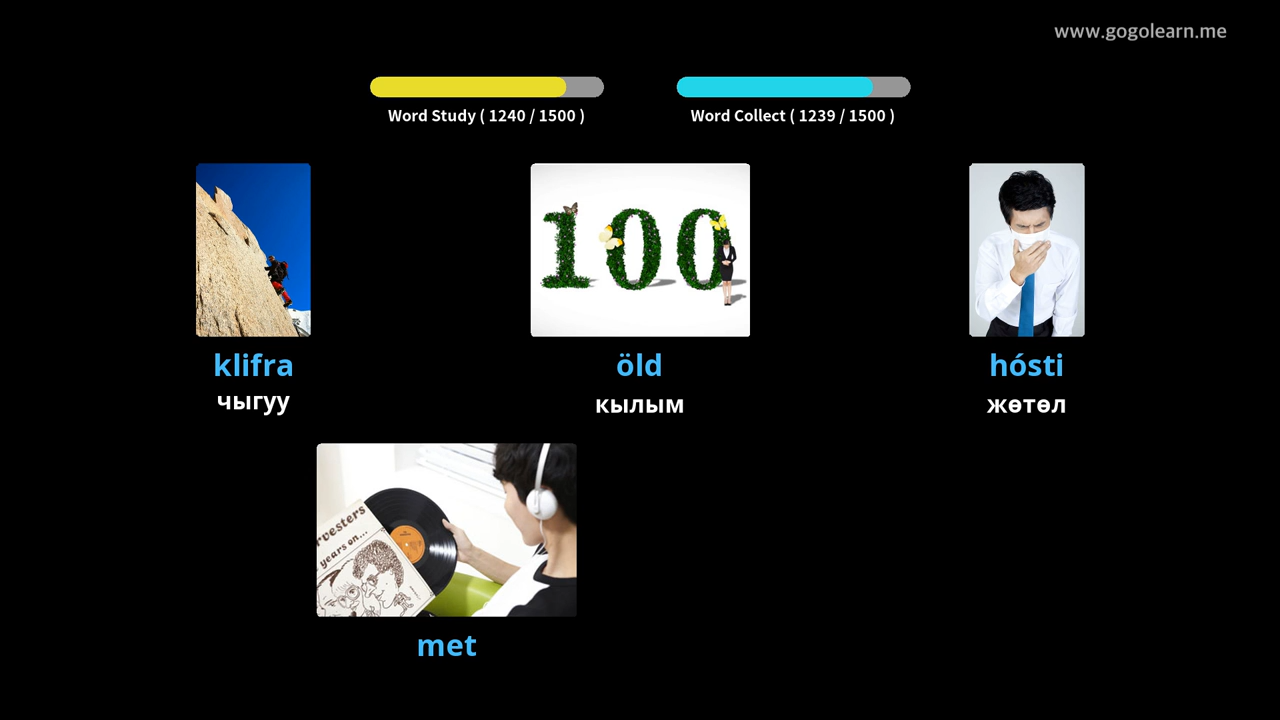 www.gogolearn.me
Word Study ( 1240 / 1500 )
Word Collect ( 1239 / 1500 )
100
klifra
чыгуу
öld
кылым
hósti
жөтөл
rvesters
years on...
met